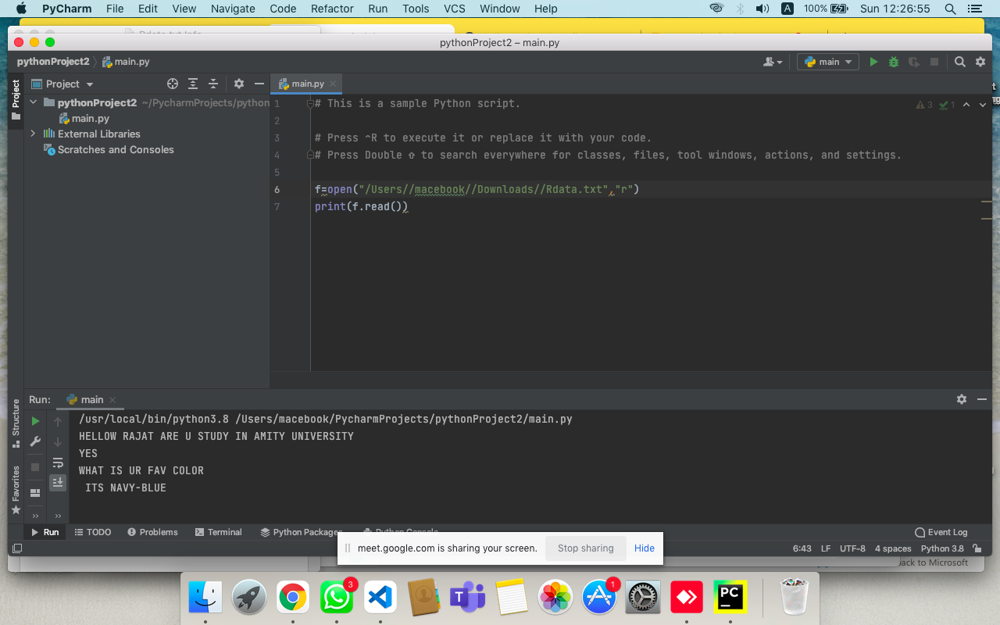 PyCharm File Edit View Navigate Code Refactor Run Tools VCS Window Help A 100% Sun 12:26:55
pythonProject2 – main.py
pythonProject2 main.py main
Project
Project main.py
pythonProject2 ~/PycharmProjects/python
main.py
External Libraries
Scratches and Consoles
1 # This is a sample Python script. 3 1
2
3 # Press ⌃R to execute it or replace it with your code.
4 # Press Double ⇧ to search everywhere for classes, files, tool windows, actions, and settings.
5
6 f=open("/Users//macebook//Downloads//Rdata.txt","r")
7 print(f.read())
Run: main
Structure
Favorites
/usr/local/bin/python3.8 /Users/macebook/PycharmProjects/pythonProject2/main.py
HELLOW RAJAT ARE U STUDY IN AMITY UNIVERSITY
YES
WHAT IS UR FAV COLOR
ITS NAVY-BLUE
Run TODO Problems Terminal Python Packages Python Console Event Log
meet.google.com is sharing your screen. Stop sharing Hide
6:43 LF UTF-8 4 spaces Python 3.8
back to Microsoft
3
1
PC